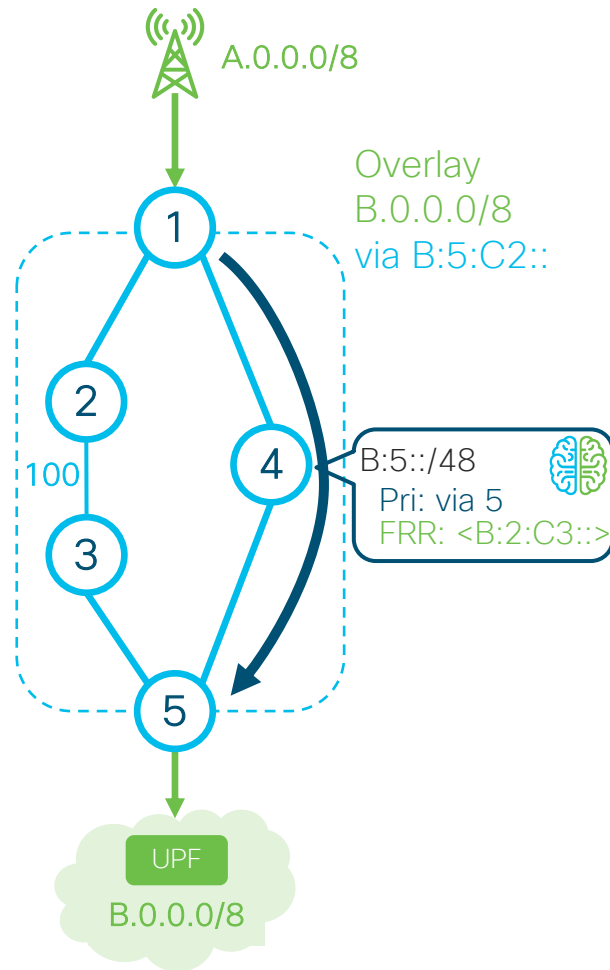 A.0.0.0/8
Overlay
B.0.0.0/8
via B:5:C2::
1
2
100
4
B:5::/48
Pri: via 5
FRR: <B:2:C3::>
3
5
UPF
B.0.0.0/8